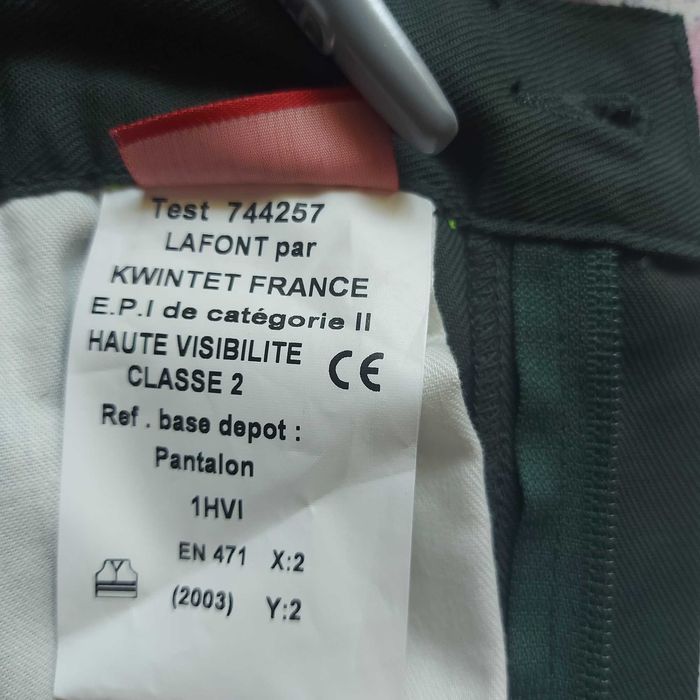 Test 744257
LAFONT par
KWINTET FRANCE
E.P.I de catégorie II
HAUTE VISIBILITE
CLASSE 2
CE
Ref . base depot :
Pantalon
1HVI
EN 471 X:2
(2003) Y:2